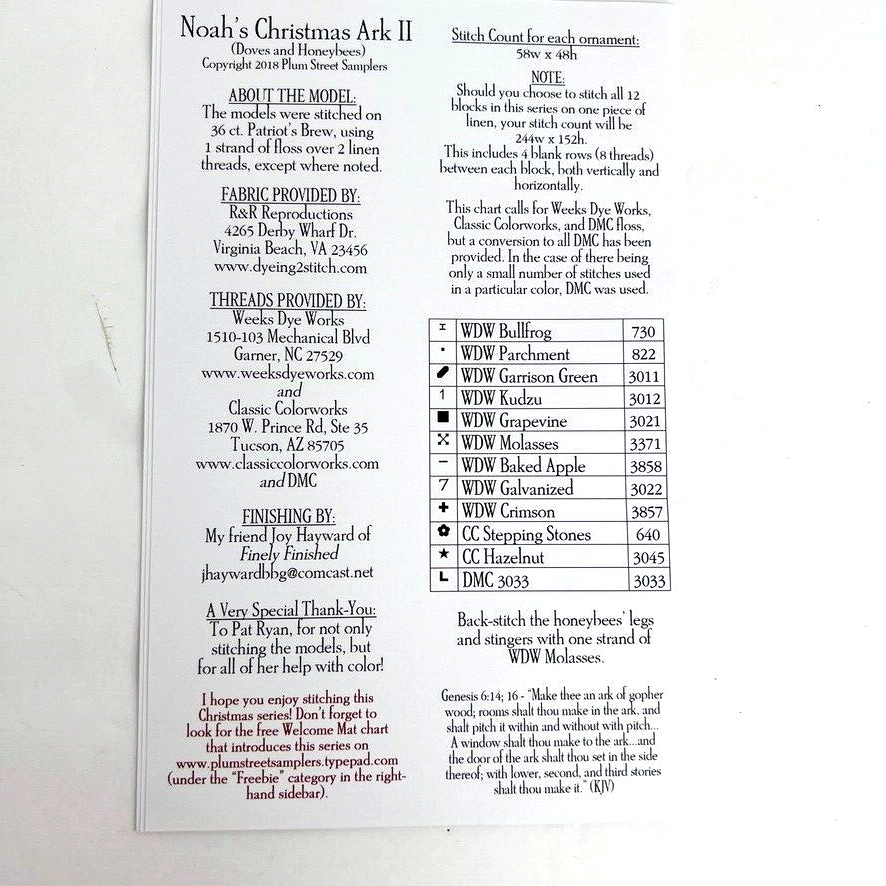 Noah's Christmas Ark II
(Doves and Honeybees)
Copyright 2018 Plum Street Samplers
ABOUT THE MODEL:
The models were stitched on
36 ct. Patriot's Brew, using
1 strand of floss over 2 linen
threads, except where noted.
FABRIC PROVIDED BY:
R&R Reproductions
4265 Derby Wharf Dr.
Virginia Beach, VA 23456
www.dyeing2stitch.com
THREADS PROVIDED BY:
Weeks Dye Works
1510-103 Mechanical Blvd
Garner, NC 27529
www.weeksdyeworks.com
and
Classic Colorworks
1870 W. Prince Rd, Ste 35
Tucson, AZ 85705
www.classiccolorworks.com
and DMC
FINISHING BY:
My friend Joy Hayward of
Finely Finished
jhaywardbbg@comcast.net
A Very Special Thank-You:
To Pat Ryan, for not only
stitching the models, but
for all of her help with color!
I hope you enjoy stitching this
Christmas series! Don't forget to
look for the free Welcome Mat chart
that introduces this series on
www.plumstreetsamplers.typepad.com
(under the "Freebie" category in the right-
hand sidebar).
Stitch Count for each ornament:
58w x 48h
NOTE:
Should you choose to stitch all 12
blocks in this series on one piece of
linen, your stitch count will be
244w x 152h.
This includes 4 blank rows (8 threads)
between each block, both vertically and
horizontally.
This chart calls for Weeks Dye Works,
Classic Colorworks, and DMC floss,
but a conversion to all DMC has been
provided. In the case of there being
only a small number of stitches used
in a particular color, DMC was used.
WDW Bullfrog 730
WDW Parchment 822
WDW Garrison Green 3011
1 WDW Kudzu 3012
WDW Grapevine 3021
WDW Molasses 3371
WDW Baked Apple 3858
7 WDW Galvanized 3022
WDW Crimson 3857
CC Stepping Stones 640
CC Hazelnut 3045
L DMC 3033 3033
Back-stitch the honeybees' legs
and stingers with one strand of
WDW Molasses.
Genesis 6:14; 16 - "Make thee an ark of gopher
wood; rooms shalt thou make in the ark, and
shalt pitch it within and without with pitch...
A window shalt thou make to the ark...and
the door of the ark shalt thou set in the side
thereof; with lower, second, and third stories
shalt thou make it." (KJV)